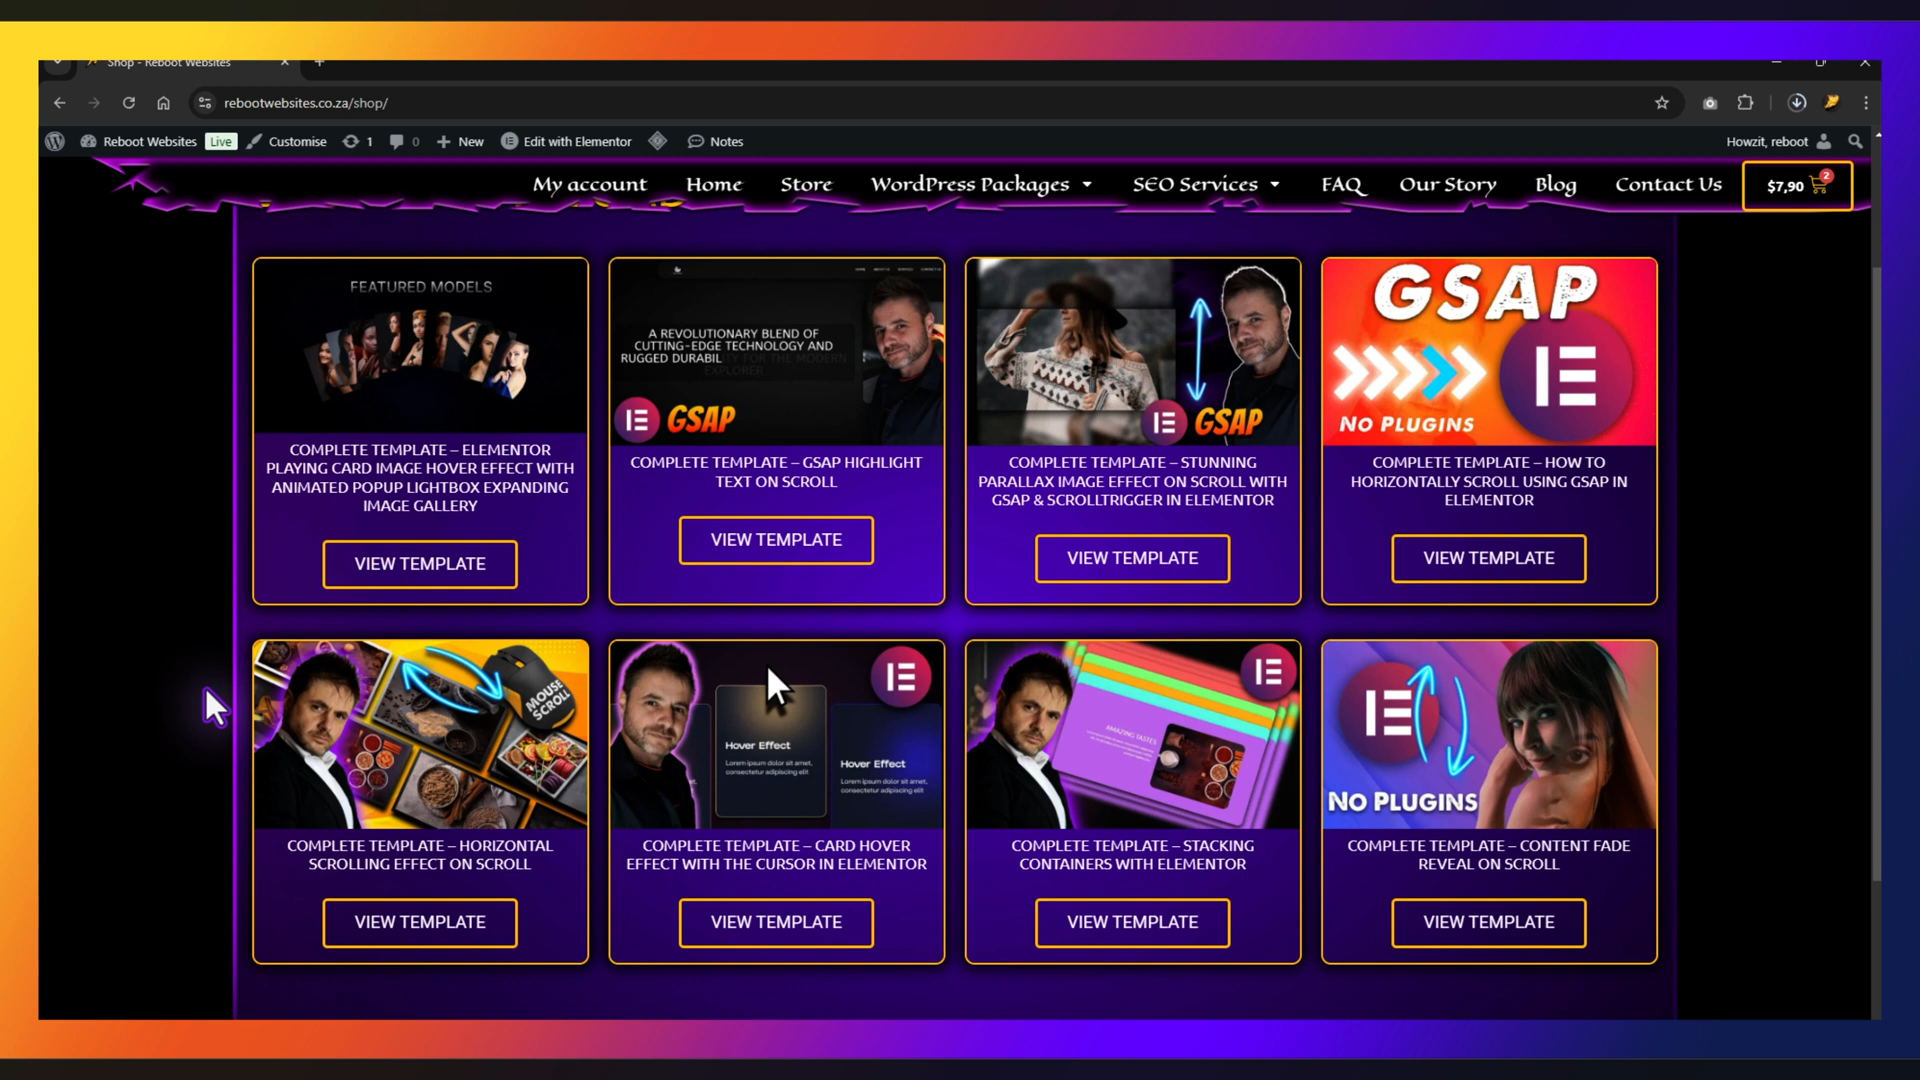 Shop - Reboot Websites
rebootwebsites.co.za/shop/
Reboot Websites Live Customise 1 0 New Edit with Elementor Notes Howzit, reboot
My account Home Store WordPress Packages SEO Services FAQ Our Story Blog Contact Us $7,90 2
FEATURED MODELS
COMPLETE TEMPLATE – ELEMENTOR
PLAYING CARD IMAGE HOVER EFFECT WITH
ANIMATED POPUP LIGHTBOX EXPANDING
IMAGE GALLERY
VIEW TEMPLATE
A REVOLUTIONARY BLEND OF
CUTTING-EDGE TECHNOLOGY AND
RUGGED DURABILITY FOR THE MODERN
EXPLORER
GSAP
COMPLETE TEMPLATE – GSAP HIGHLIGHT
TEXT ON SCROLL
VIEW TEMPLATE
GSAP
COMPLETE TEMPLATE – STUNNING
PARALLAX IMAGE EFFECT ON SCROLL WITH
GSAP & SCROLLTRIGGER IN ELEMENTOR
VIEW TEMPLATE
GSAP
NO PLUGINS
COMPLETE TEMPLATE – HOW TO
HORIZONTALLY SCROLL USING GSAP IN
ELEMENTOR
VIEW TEMPLATE
MOUSE
SCROLL
COMPLETE TEMPLATE – HORIZONTAL
SCROLLING EFFECT ON SCROLL
VIEW TEMPLATE
Hover Effect
Lorem ipsum dolor sit amet,
consectetur adipiscing elit
Hover Effect
Lorem ipsum dolor sit amet,
consectetur adipiscing elit
COMPLETE TEMPLATE – CARD HOVER
EFFECT WITH THE CURSOR IN ELEMENTOR
VIEW TEMPLATE
AMAZING TASTES
COMPLETE TEMPLATE – STACKING
CONTAINERS WITH ELEMENTOR
VIEW TEMPLATE
NO PLUGINS
COMPLETE TEMPLATE – CONTENT FADE
REVEAL ON SCROLL
VIEW TEMPLATE